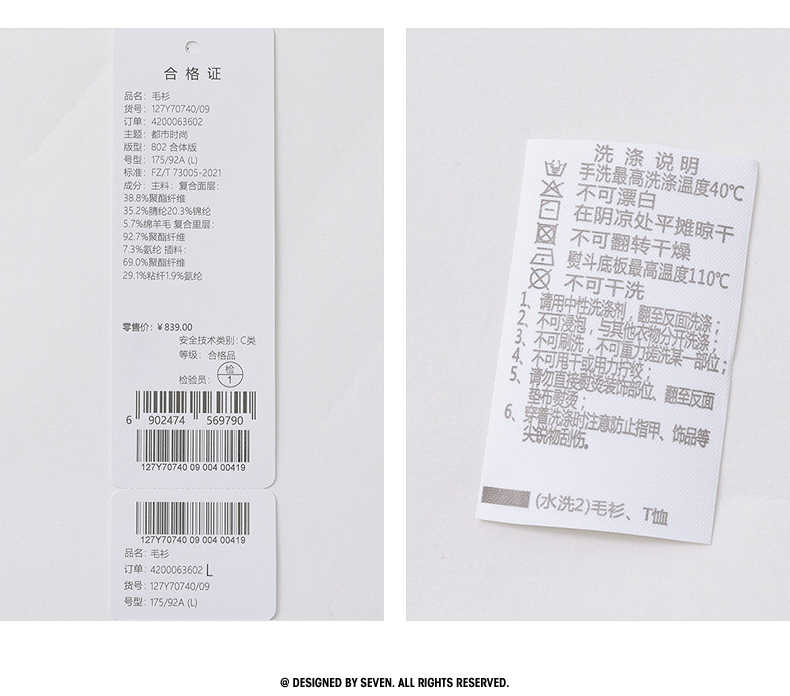 合格证
品名：毛衫
货号：127Y70740/09
订单：4200063602
主题：都市时尚
版型：802 合体版
号型：175/92A (L)
标准：FZ/T 73005-2021
成分：主料：复合面层：
38.8%聚酯纤维
35.2%腈纶20.3%锦纶
5.7%绵羊毛 复合里层：
92.7%聚酯纤维
7.3%氨纶 插料：
69.0%聚酯纤维
29.1%粘纤1.9%氨纶
零售价：￥839.00
安全技术类别：C类
等级：合格品
检验员：检1
6 902474 569790
127Y70740 09 004 00419
127Y70740 09 004 00419
品名：毛衫
订单：4200063602 L
货号：127Y70740/09
号型：175/92A (L)
洗涤说明
手洗最高洗涤温度40℃
不可漂白
在阴凉处平摊晾干
不可翻转干燥
熨斗底板最高温度110℃
不可干洗
1、请用中性洗涤剂，翻至反面洗涤；
2、不可浸泡，与其他衣物分开洗涤；
3、不可刷洗，不可重力搓洗某一部位；
4、不可用干或用力柠绞；
5、请勿直接熨烫装饰部位、翻至反面
垫布熨烫；
6、穿着洗涤时注意防止指甲、饰品等
尖锐物刮伤。
(水洗2)毛衫、T恤
@ DESIGNED BY SEVEN. ALL RIGHTS RESERVED.